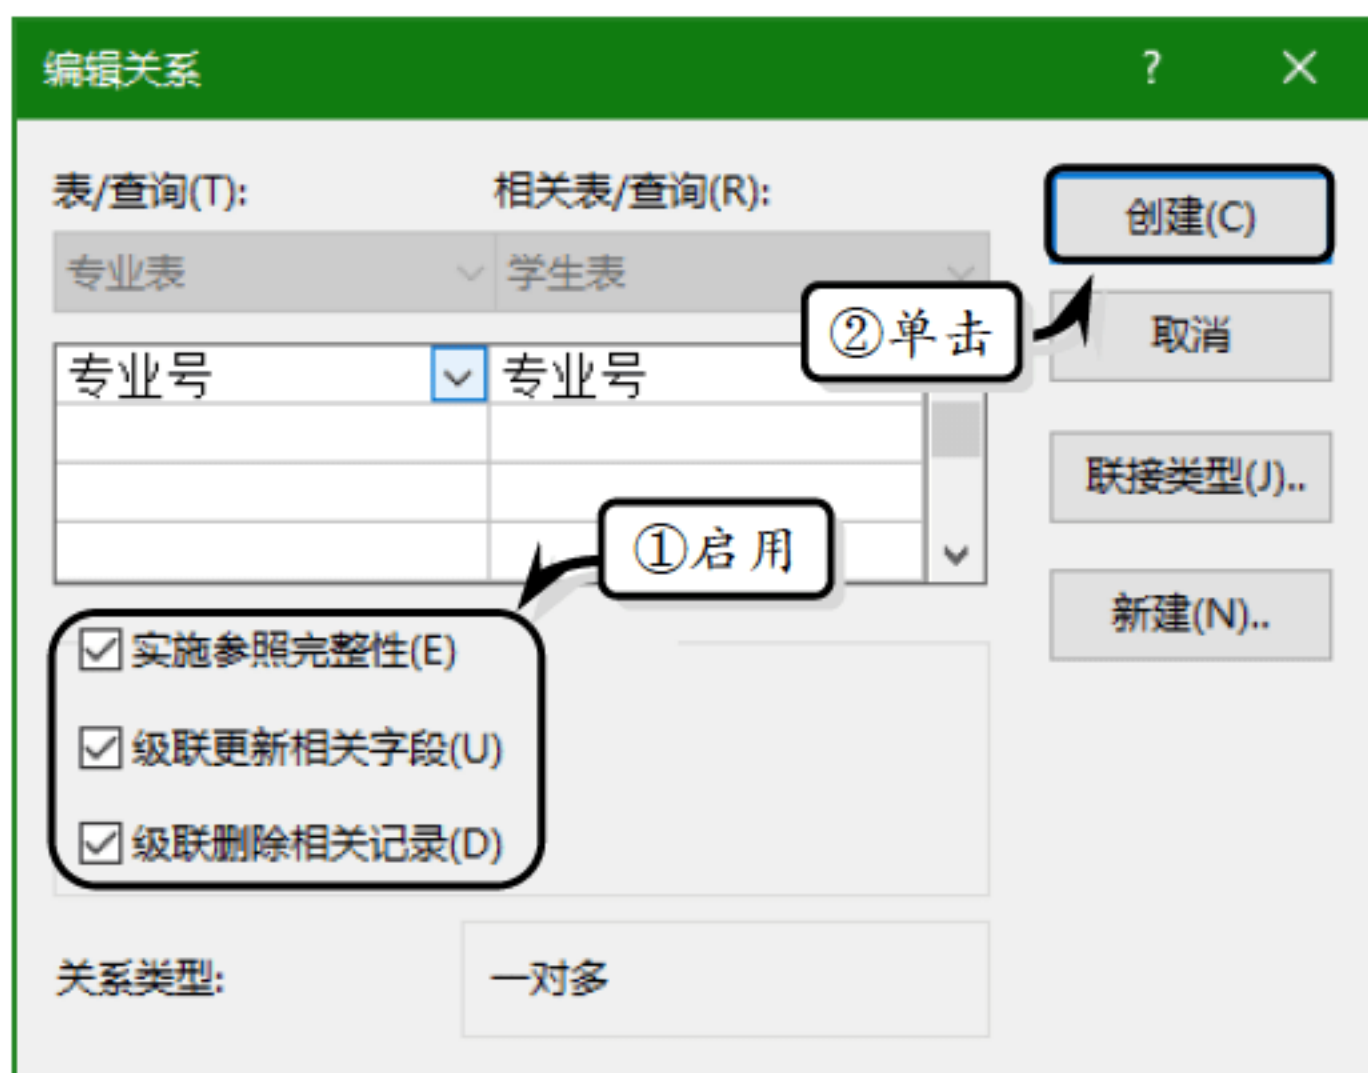 编辑关系
?
表/查询(T):
相关表/查询(R):
创建(C)
专业表
学生表
②单击
取消
专业号
专业号
联接类型(J)..
①启用
新建(N)..
实施参照完整性(E)
级联更新相关字段(U)
级联删除相关记录(D)
关系类型:
一对多